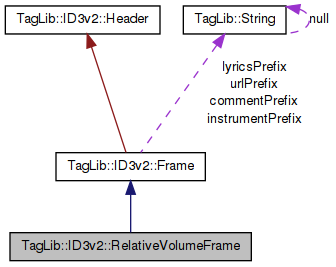 TagLib::ID3v2::Header
TagLib::String
null
lyricsPrefix
urlPrefix
commentPrefix
instrumentPrefix
TagLib::ID3v2::Frame
TagLib::ID3v2::RelativeVolumeFrame